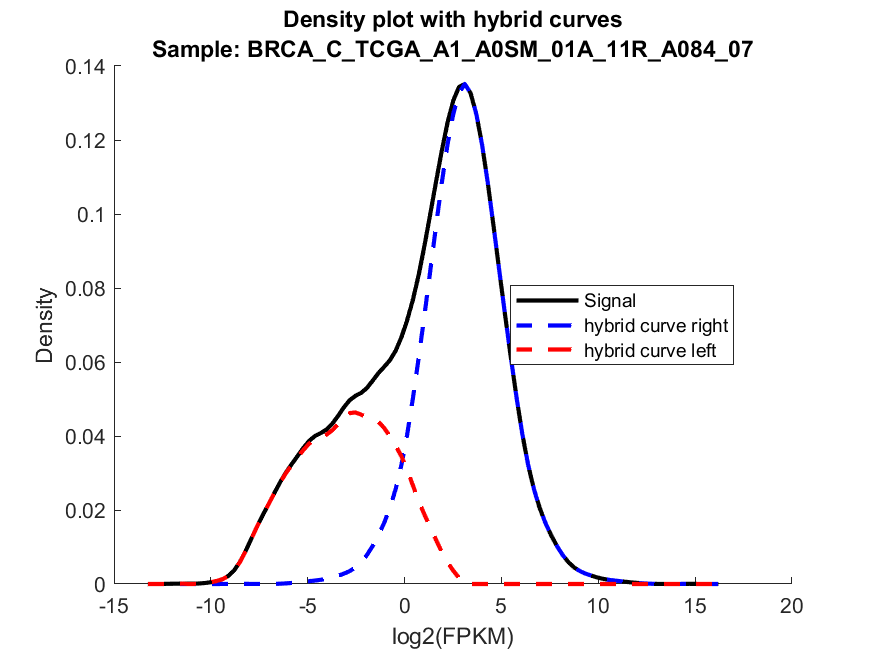 Density plot with hybrid curves
Sample: BRCA_C_TCGA_A1_A0SM_01A_11R_A084_07
0.14
0.12
0.1
0.08
0.06
0.04
0.02
0
Density
Signal
hybrid curve right
hybrid curve left
-15
-10
-5
0
5
10
15
20
log2(FPKM)